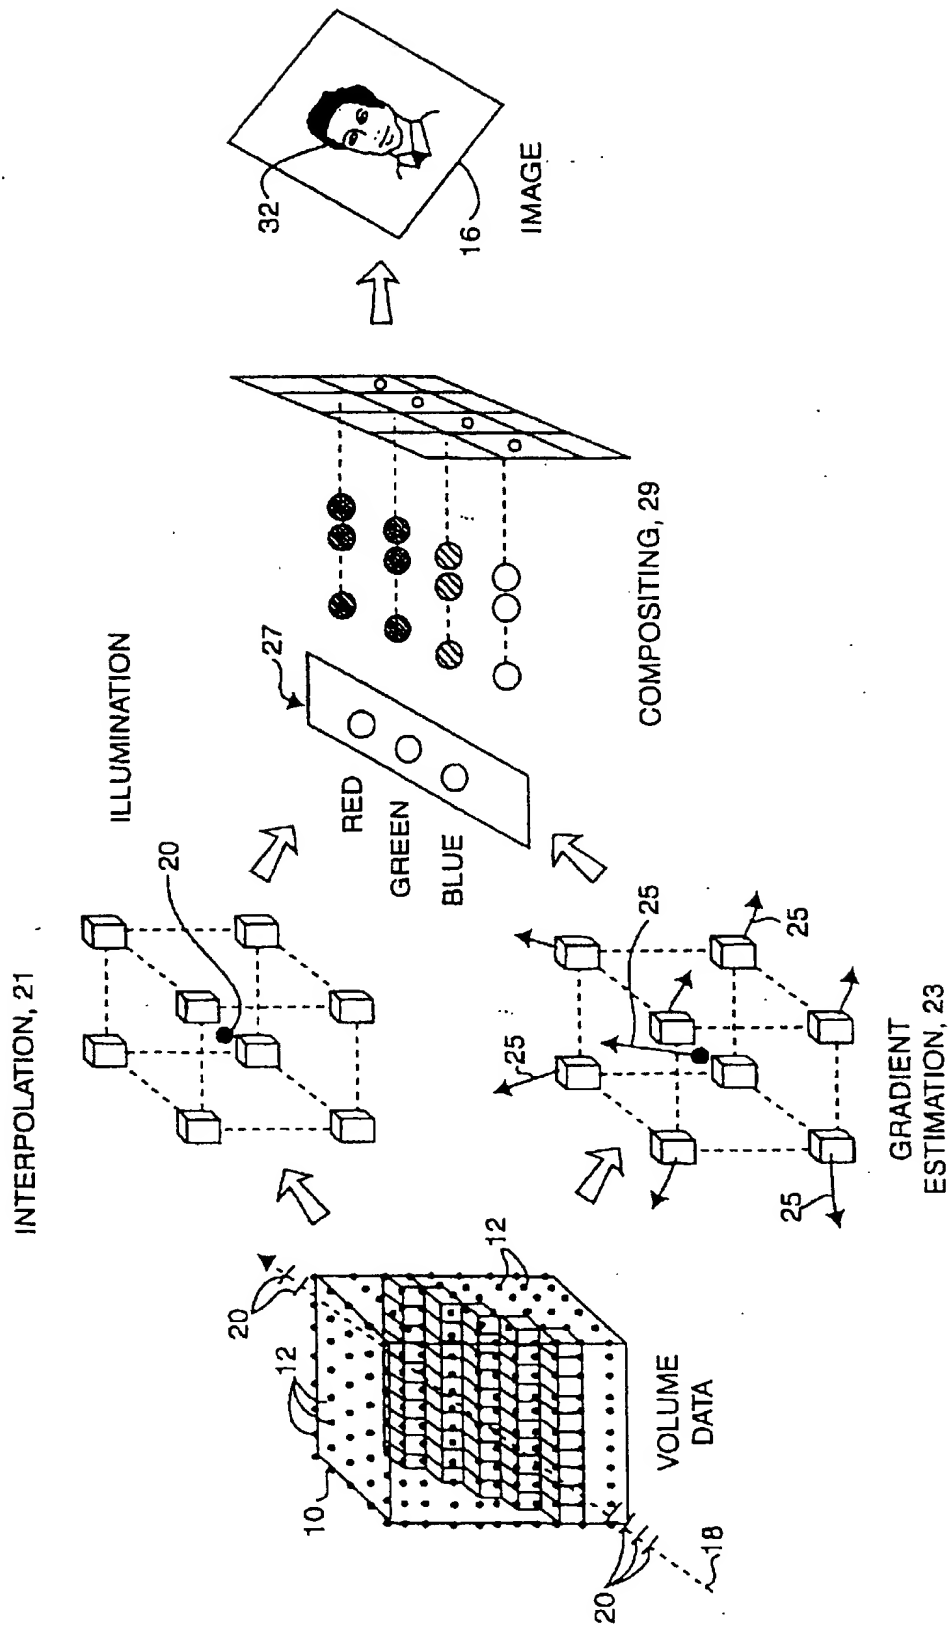 INTERPOLATION, 21
20
ILLUMINATION
27
RED
GREEN
BLUE
32
16
IMAGE
20
12
10
12
20
18
VOLUME
DATA
25
25
25
25
GRADIENT
ESTIMATION, 23
COMPOSITING, 29